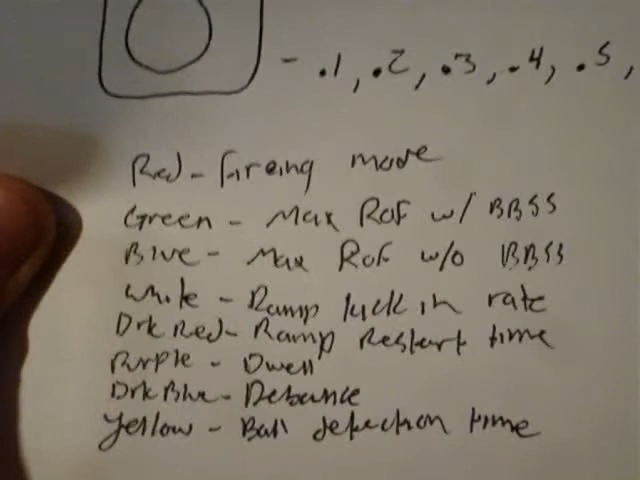 - .1, .2, .3, .4, .5,
Red - fireing mode
Green - Max Rof w/ BBSS
Blue - Max Rof w/o BBSS
White - Ramp kick in rate
Drk Red - Ramp Restart time
Purple - Dwell
Drk Blue - Debounce
Yellow - Ball detection time